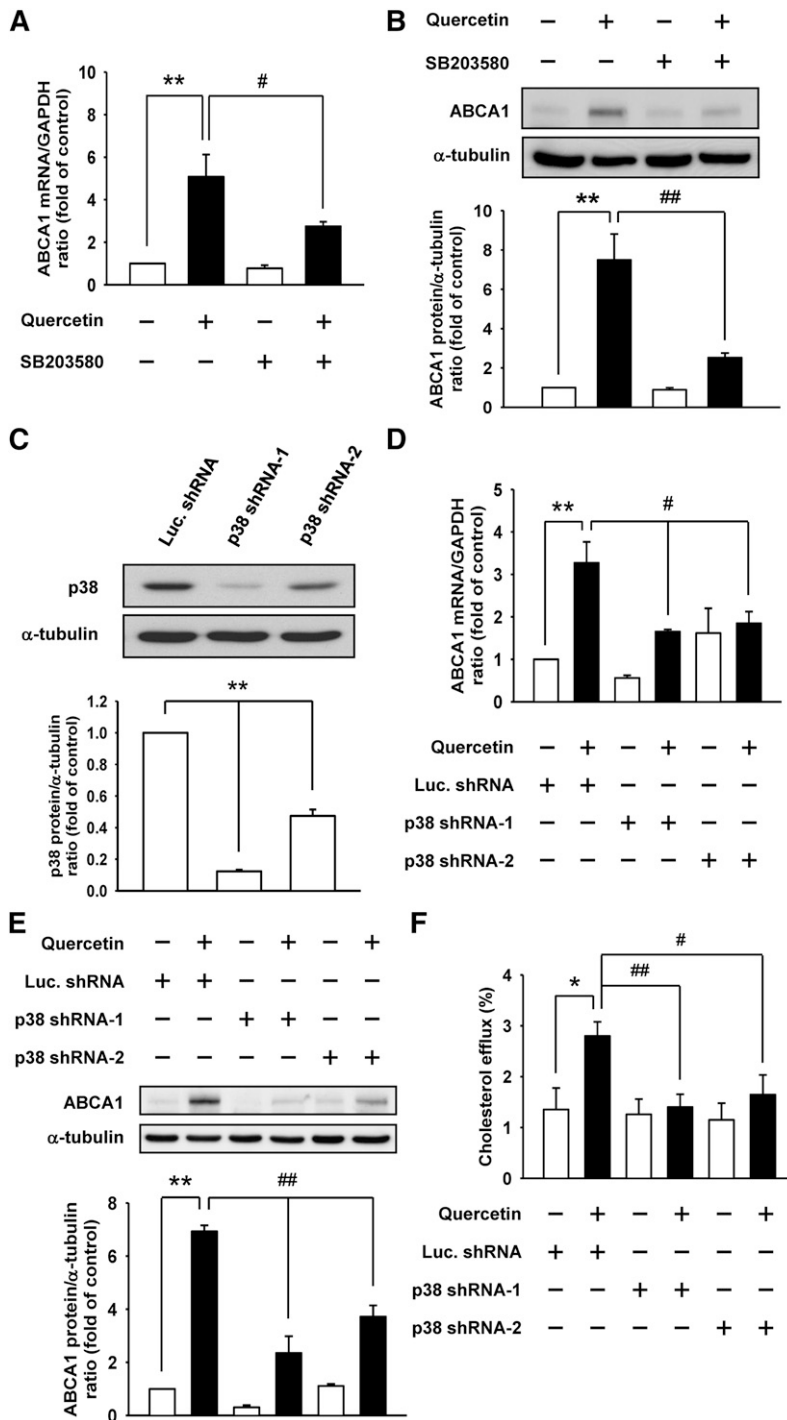 A
**
#
10
8
6
4
2
0
ABCA1 mRNA/GAPDH
ratio (fold of control)
Quercetin − + − +
SB203580 − − + +
B
Quercetin − + − +
SB203580 − − + +
ABCA1
α-tubulin
**
##
10
8
6
4
2
0
ABCA1 protein/α-tubulin
ratio (fold of control)
C
Luc. shRNA
p38 shRNA-1
p38 shRNA-2
p38
α-tubulin
**
1.2
1.0
0.8
0.6
0.4
0.2
0.0
p38 protein/α-tubulin
ratio (fold of control)
D
**
#
5
4
3
2
1
0
ABCA1 mRNA/GAPDH
ratio (fold of control)
Quercetin − + − + − +
Luc. shRNA + + − − − −
p38 shRNA-1 − − + + − −
p38 shRNA-2 − − − − + +
E
Quercetin − + − + − +
Luc. shRNA + + − − − −
p38 shRNA-1 − − + + − −
p38 shRNA-2 − − − − + +
ABCA1
α-tubulin
**
##
8
6
4
2
0
ABCA1 protein/α-tubulin
ratio (fold of control)
F
*
##
#
4
3
2
1
0
Cholesterol efflux (%)
Quercetin − + − + − +
Luc. shRNA + + − − − −
p38 shRNA-1 − − + + − −
p38 shRNA-2 − − − − + +